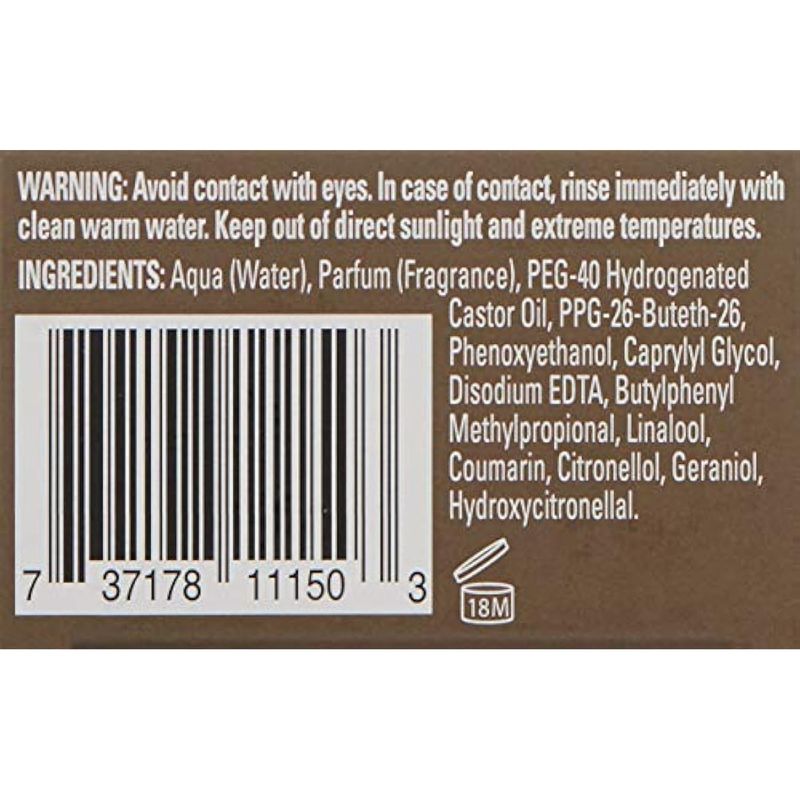 WARNING: Avoid contact with eyes. In case of contact, rinse immediately with
clean warm water. Keep out of direct sunlight and extreme temperatures.
INGREDIENTS: Aqua (Water), Parfum (Fragrance), PEG-40 Hydrogenated
Castor Oil, PPG-26-Buteth-26,
Phenoxyethanol, Caprylyl Glycol,
Disodium EDTA, Butylphenyl
Methylpropional, Linalool,
Coumarin, Citronellol, Geraniol,
Hydroxycitronellal.
7 37178 11150 3
18M